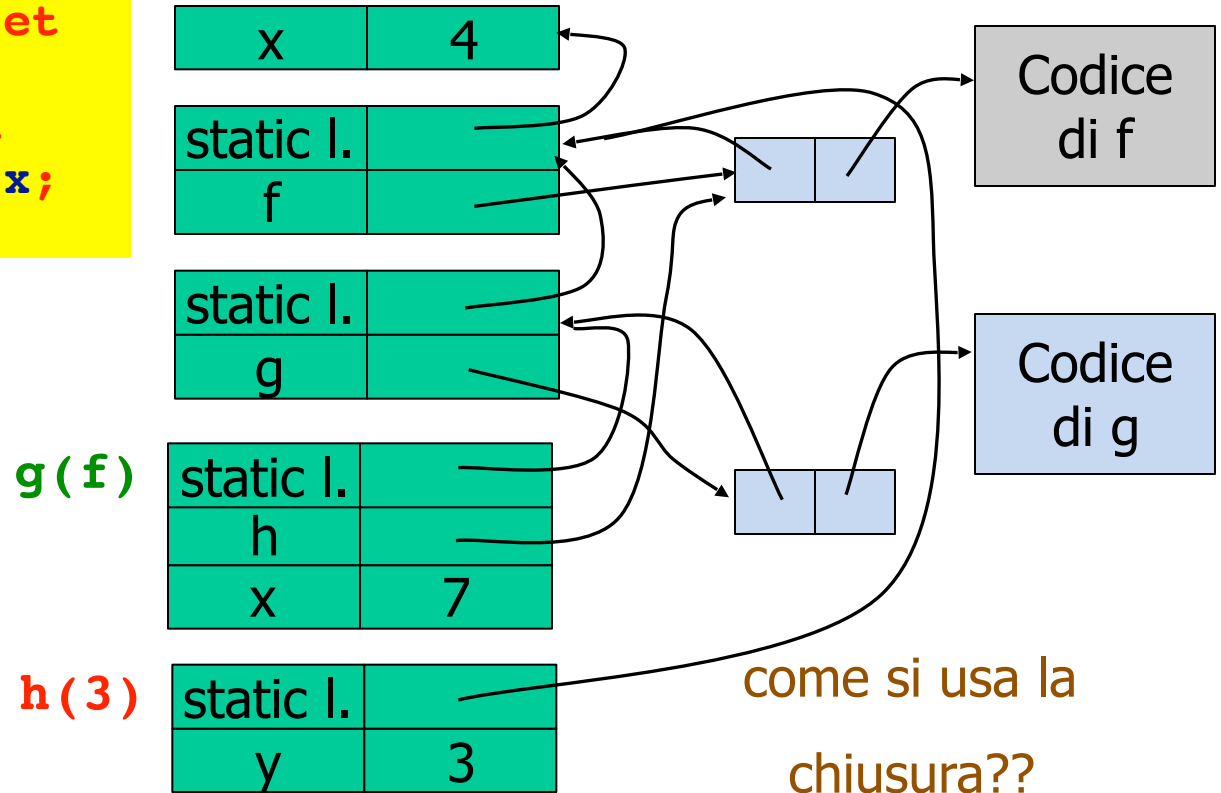 et
x;
x 4
static l.
f
static l.
g
g(f)
static l.
h
x 7
h(3)
static l.
y 3
Codice
di f
Codice
di g
come si usa la
chiusura??